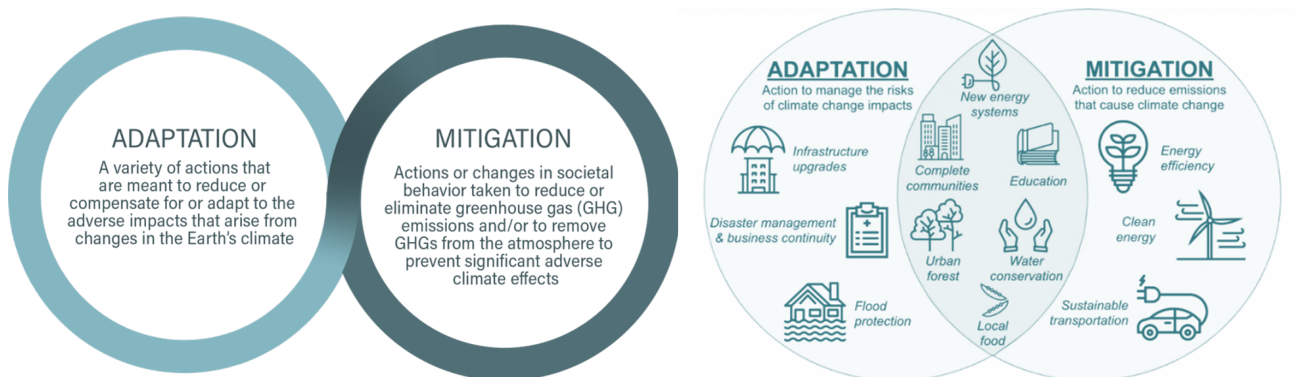 ADAPTATION
A variety of actions that
are meant to reduce or
compensate for or adapt to the
adverse impacts that arise from
changes in the Earth's climate
MITIGATION
Actions or changes in societal
behavior taken to reduce or
eliminate greenhouse gas (GHG)
emissions and/or to remove
GHGs from the atmosphere to
prevent significant adverse
climate effects
ADAPTATION
Action to manage the risks
of climate change impacts
Infrastructure
upgrades
Disaster management
& business continuity
Flood
protection
New energy
systems
Complete
communities
Education
Urban
forest
Water
conservation
Local
food
MITIGATION
Action to reduce emissions
that cause climate change
Energy
efficiency
Clean
energy
Sustainable
transportation